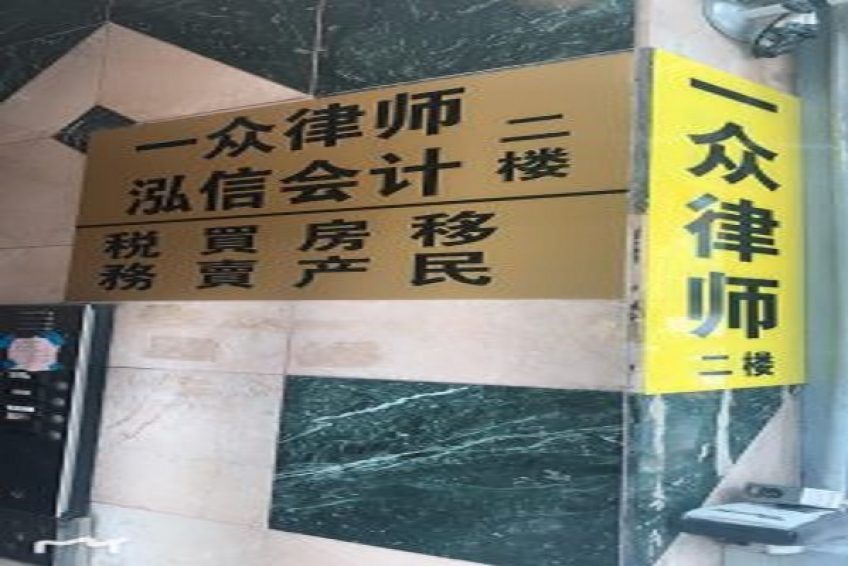 一众律师 二楼
泓信会计
税務 買賣 房产 移民
一众律师
二楼